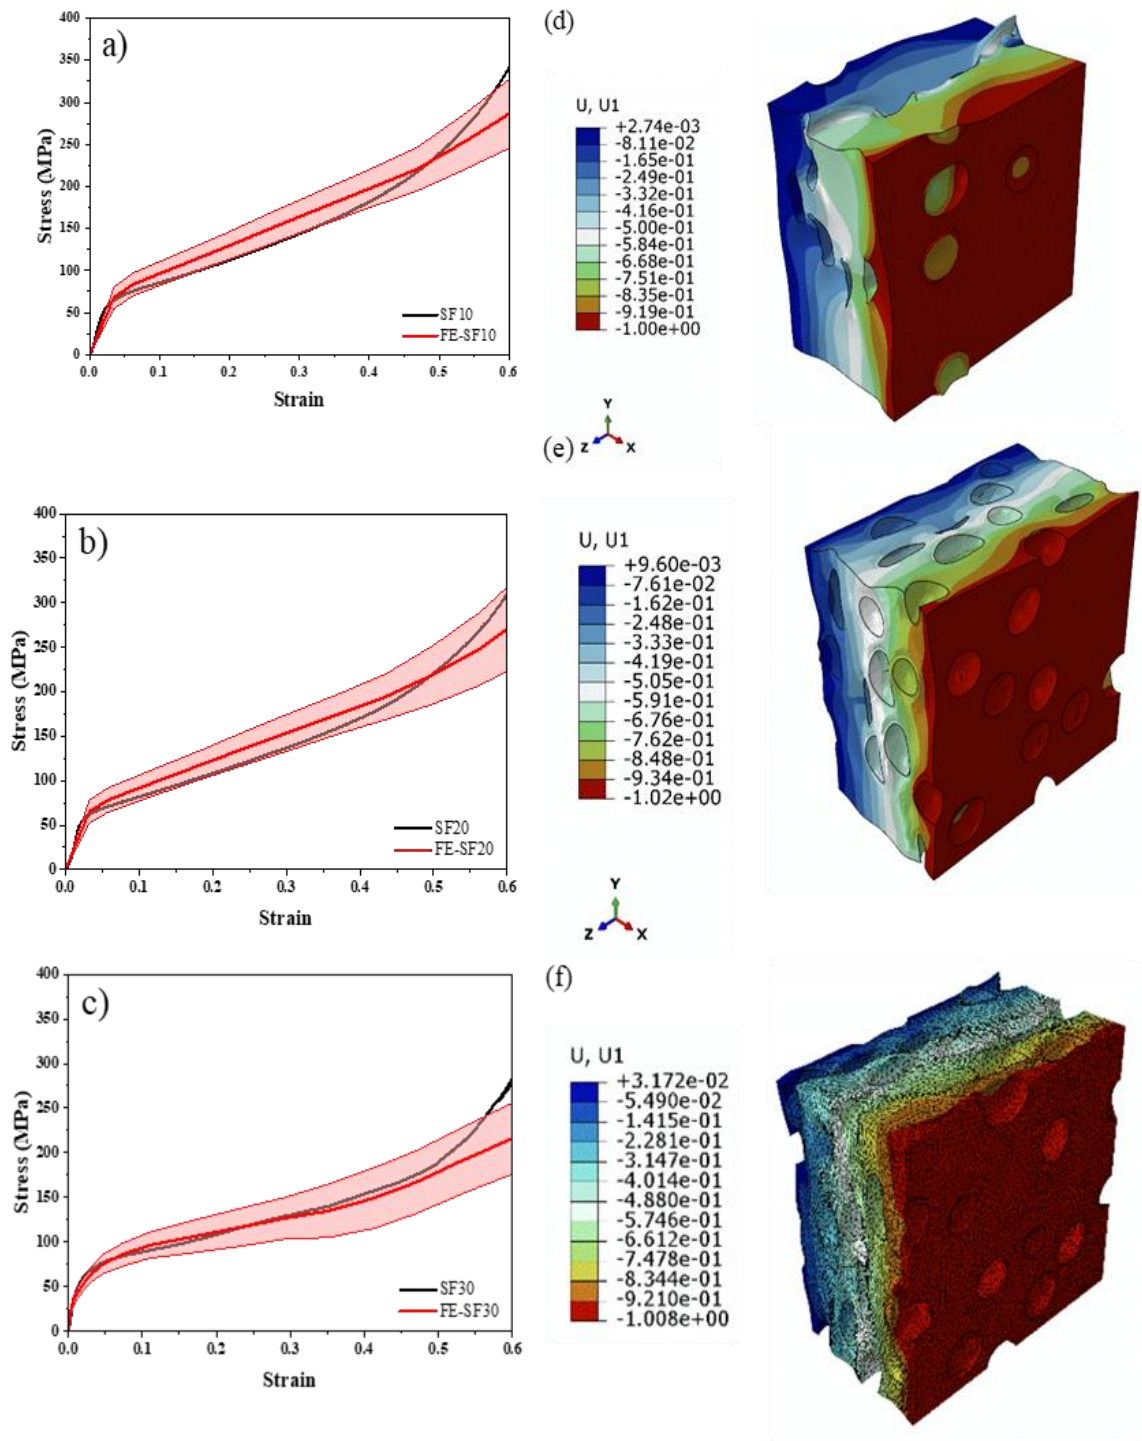 a)
400
350
300
250
200
150
100
50
0
Stress (MPa)
SF10
FE-SF10
0.0 0.1 0.2 0.3 0.4 0.5 0.6
Strain
(d)
U, U1
+2.74e-03
-8.11e-02
-1.65e-01
-2.49e-01
-3.32e-01
-4.16e-01
-5.00e-01
-5.84e-01
-6.68e-01
-7.51e-01
-8.35e-01
-9.19e-01
-1.00e+00
Y
Z X
b)
400
350
300
250
200
150
100
50
0
Stress (MPa)
SF20
FE-SF20
0.0 0.1 0.2 0.3 0.4 0.5 0.6
Strain
(e)
U, U1
+9.60e-03
-7.61e-02
-1.62e-01
-2.48e-01
-3.33e-01
-4.19e-01
-5.05e-01
-5.91e-01
-6.76e-01
-7.62e-01
-8.48e-01
-9.34e-01
-1.02e+00
Y
Z X
c)
400
350
300
250
200
150
100
50
0
Stress (MPa)
SF30
FE-SF30
0.0 0.1 0.2 0.3 0.4 0.5 0.6
Strain
(f)
U, U1
+3.172e-02
-5.490e-02
-1.415e-01
-2.281e-01
-3.147e-01
-4.014e-01
-4.880e-01
-5.746e-01
-6.612e-01
-7.478e-01
-8.344e-01
-9.210e-01
-1.008e+00